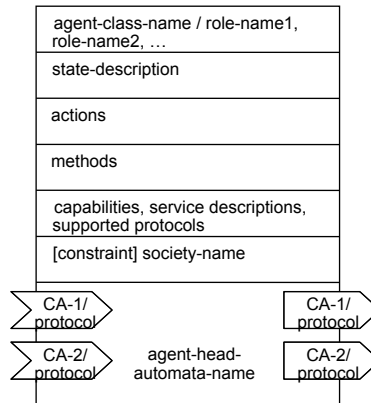 agent-class-name / role-name1,
role-name2, …
state-description
actions
methods
capabilities, service descriptions,
supported protocols
[constraint] society-name
CA-1/
protocol
CA-1/
protocol
CA-2/
protocol
agent-head-
automata-name
CA-2/
protocol